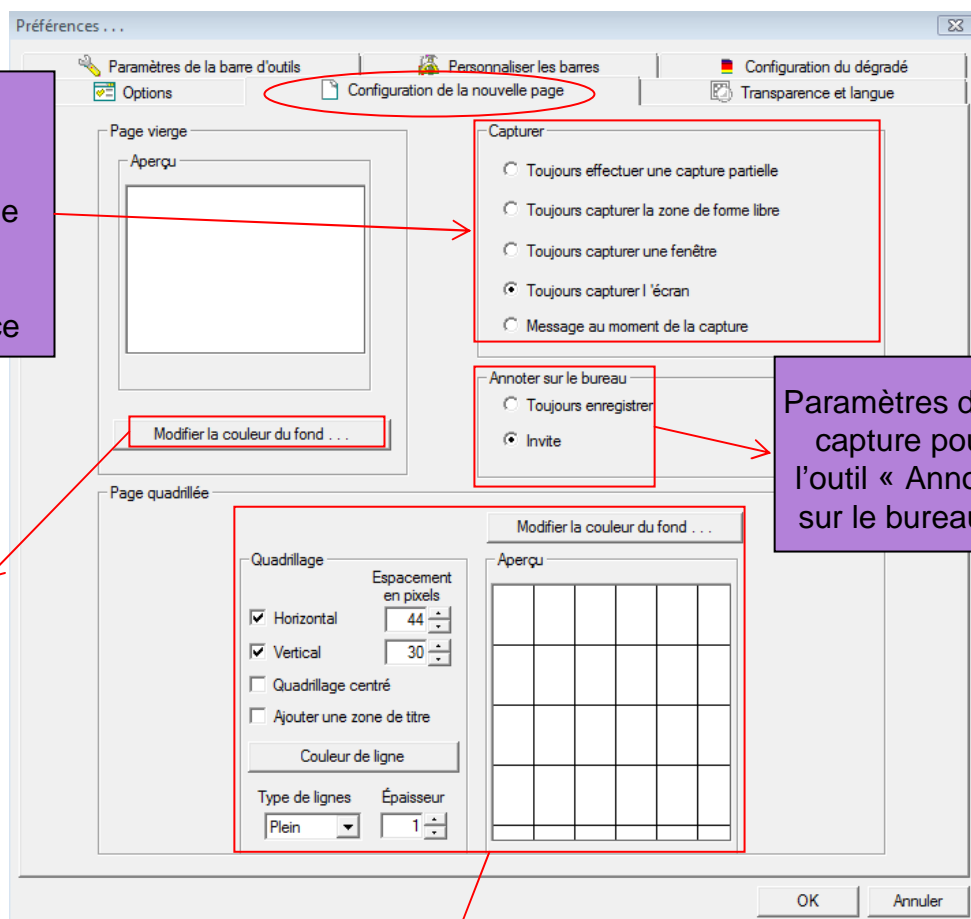 Préférences . . .
Paramètres de la barre d'outils
Personnaliser les barres
Configuration du dégradé
Options
Configuration de la nouvelle page
Transparence et langue
Page vierge
Aperçu
Modifier la couleur du fond . . .
Capturer
Toujours effectuer une capture partielle
Toujours capturer la zone de forme libre
Toujours capturer une fenêtre
Toujours capturer l 'écran
Message au moment de la capture
Annoter sur le bureau
Toujours enregistrer
Invite
Paramètres
capture
l'outil «
sur le
Page quadrillée
Modifier la couleur du fond . . .
Quadrillage
Espacement
en pixels
Horizontal
44
Vertical
30
Quadrillage centré
Ajouter une zone de titre
Couleur de ligne
Type de lignes
Épaisseur
Plein
1
Aperçu
OK
Annuler